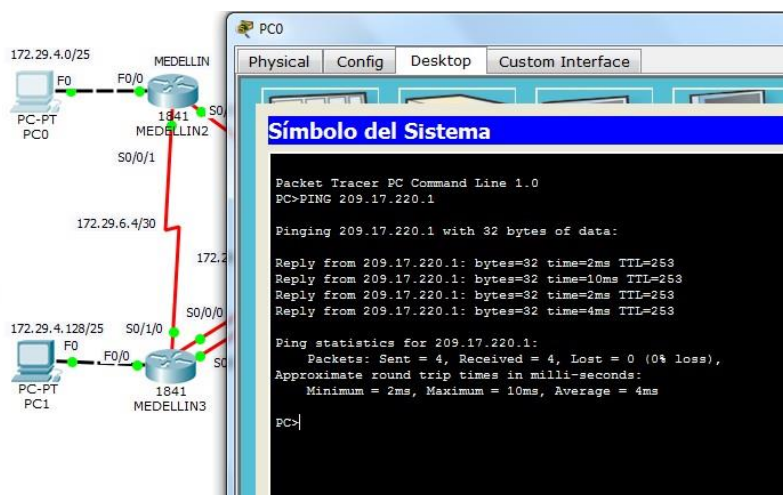 172.29.4.0/25
F0
F0/0
MEDELLIN
PC-PT
PC0
1841
MEDELLIN2
S0/
S0/0/1
172.29.6.4/30
172.2
S0/0/0
172.29.4.128/25
S0/1/0
F0
F0/0
S0
PC-PT
PC1
1841
MEDELLIN3
PC0
Physical Config Desktop Custom Interface
Símbolo del Sistema
Packet Tracer PC Command Line 1.0
PC>PING 209.17.220.1
Pinging 209.17.220.1 with 32 bytes of data:
Reply from 209.17.220.1: bytes=32 time=2ms TTL=253
Reply from 209.17.220.1: bytes=32 time=10ms TTL=253
Reply from 209.17.220.1: bytes=32 time=2ms TTL=253
Reply from 209.17.220.1: bytes=32 time=4ms TTL=253
Ping statistics for 209.17.220.1:
Packets: Sent = 4, Received = 4, Lost = 0 (0% loss),
Approximate round trip times in milli-seconds:
Minimum = 2ms, Maximum = 10ms, Average = 4ms
PC>